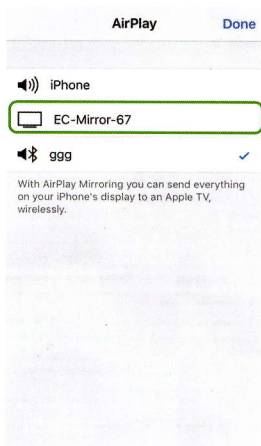 AirPlay
Done
iPhone
EC-Mirror-67
ggg
With AirPlay Mirroring you can send everything
on your iPhone's display to an Apple TV,
wirelessly.